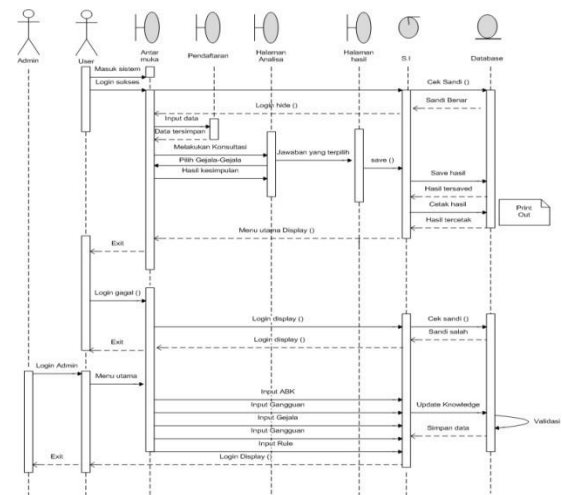 Admin
User
Antar
muka
Pendaftaran
Halaman
Analisa
Halaman
hasil
S.I
Database
Masuk sistem
Login sukses
Cek Sandi ()
Sandi Benar
Login hide ()
Input data
Data tersimpan
Melakukan Konsultasi
Jawaban yang terpilih
Pilih Gejala-Gejala
save ()
Hasil kesimpulan
Save hasil
Hasil tersaved
Cetak hasil
Print
Out
Hasil tercetak
Menu utama Display ()
Exit
Login gagal ()
Login display ()
Cek sandi ()
Sandi salah
Login display ()
Exit
Login Admin
Menu utama
Input ABK
Input Gangguan
Update Knowledge
Input Gejala
Validasi
Input Gangguan
Simpan data
Input Rule
Login Display ()
Exit